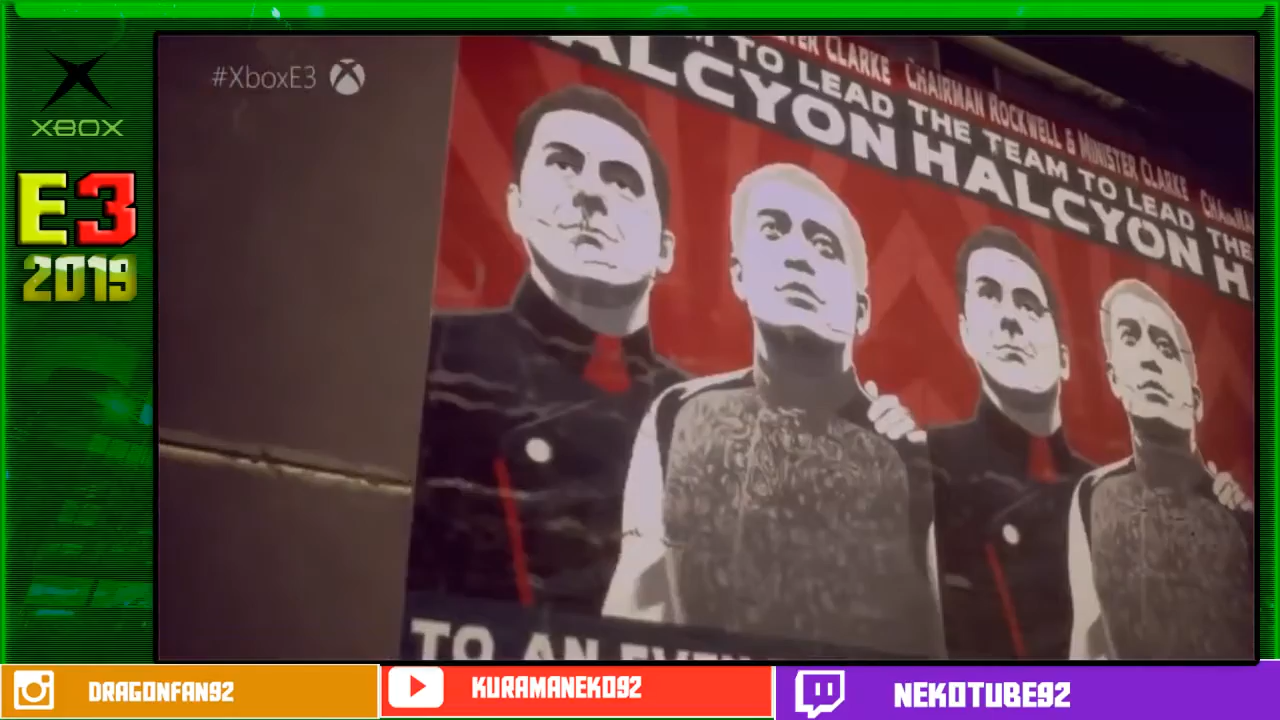 #XboxE3
XBOX
E3
2019
CLARKE CHAIRMAN ROCKWELL & MINISTER CLARKE
TO LEAD THE TEAM TO LEAD THE
ALCYON HALCYON H
TO AN
DRAGONFAN92
KURAMANEKO92
NEKOTUBE92